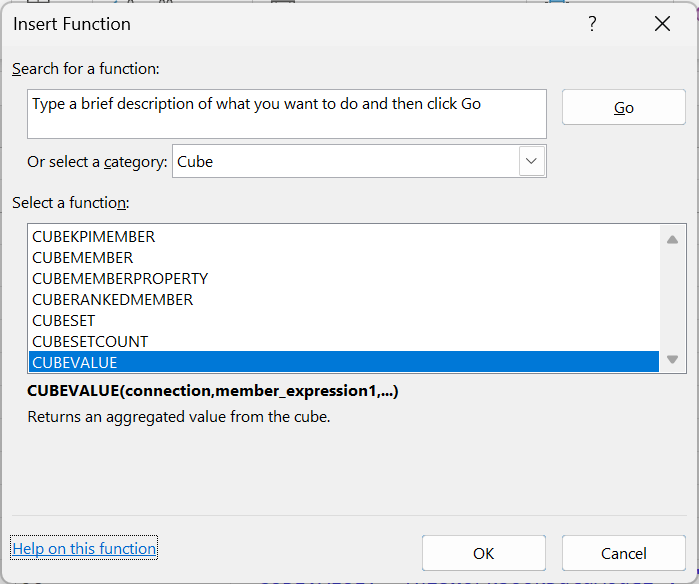 Insert Function
?
Search for a function:
Type a brief description of what you want to do and then click Go
Go
Or select a category:
Cube
Select a function:
CUBEKPIMEMBER
CUBEMEMBER
CUBEMEMBERPROPERTY
CUBERANKEDMEMBER
CUBESET
CUBESETCOUNT
CUBEVALUE
CUBEVALUE(connection,member_expression1,...)
Returns an aggregated value from the cube.
Help on this function
OK
Cancel